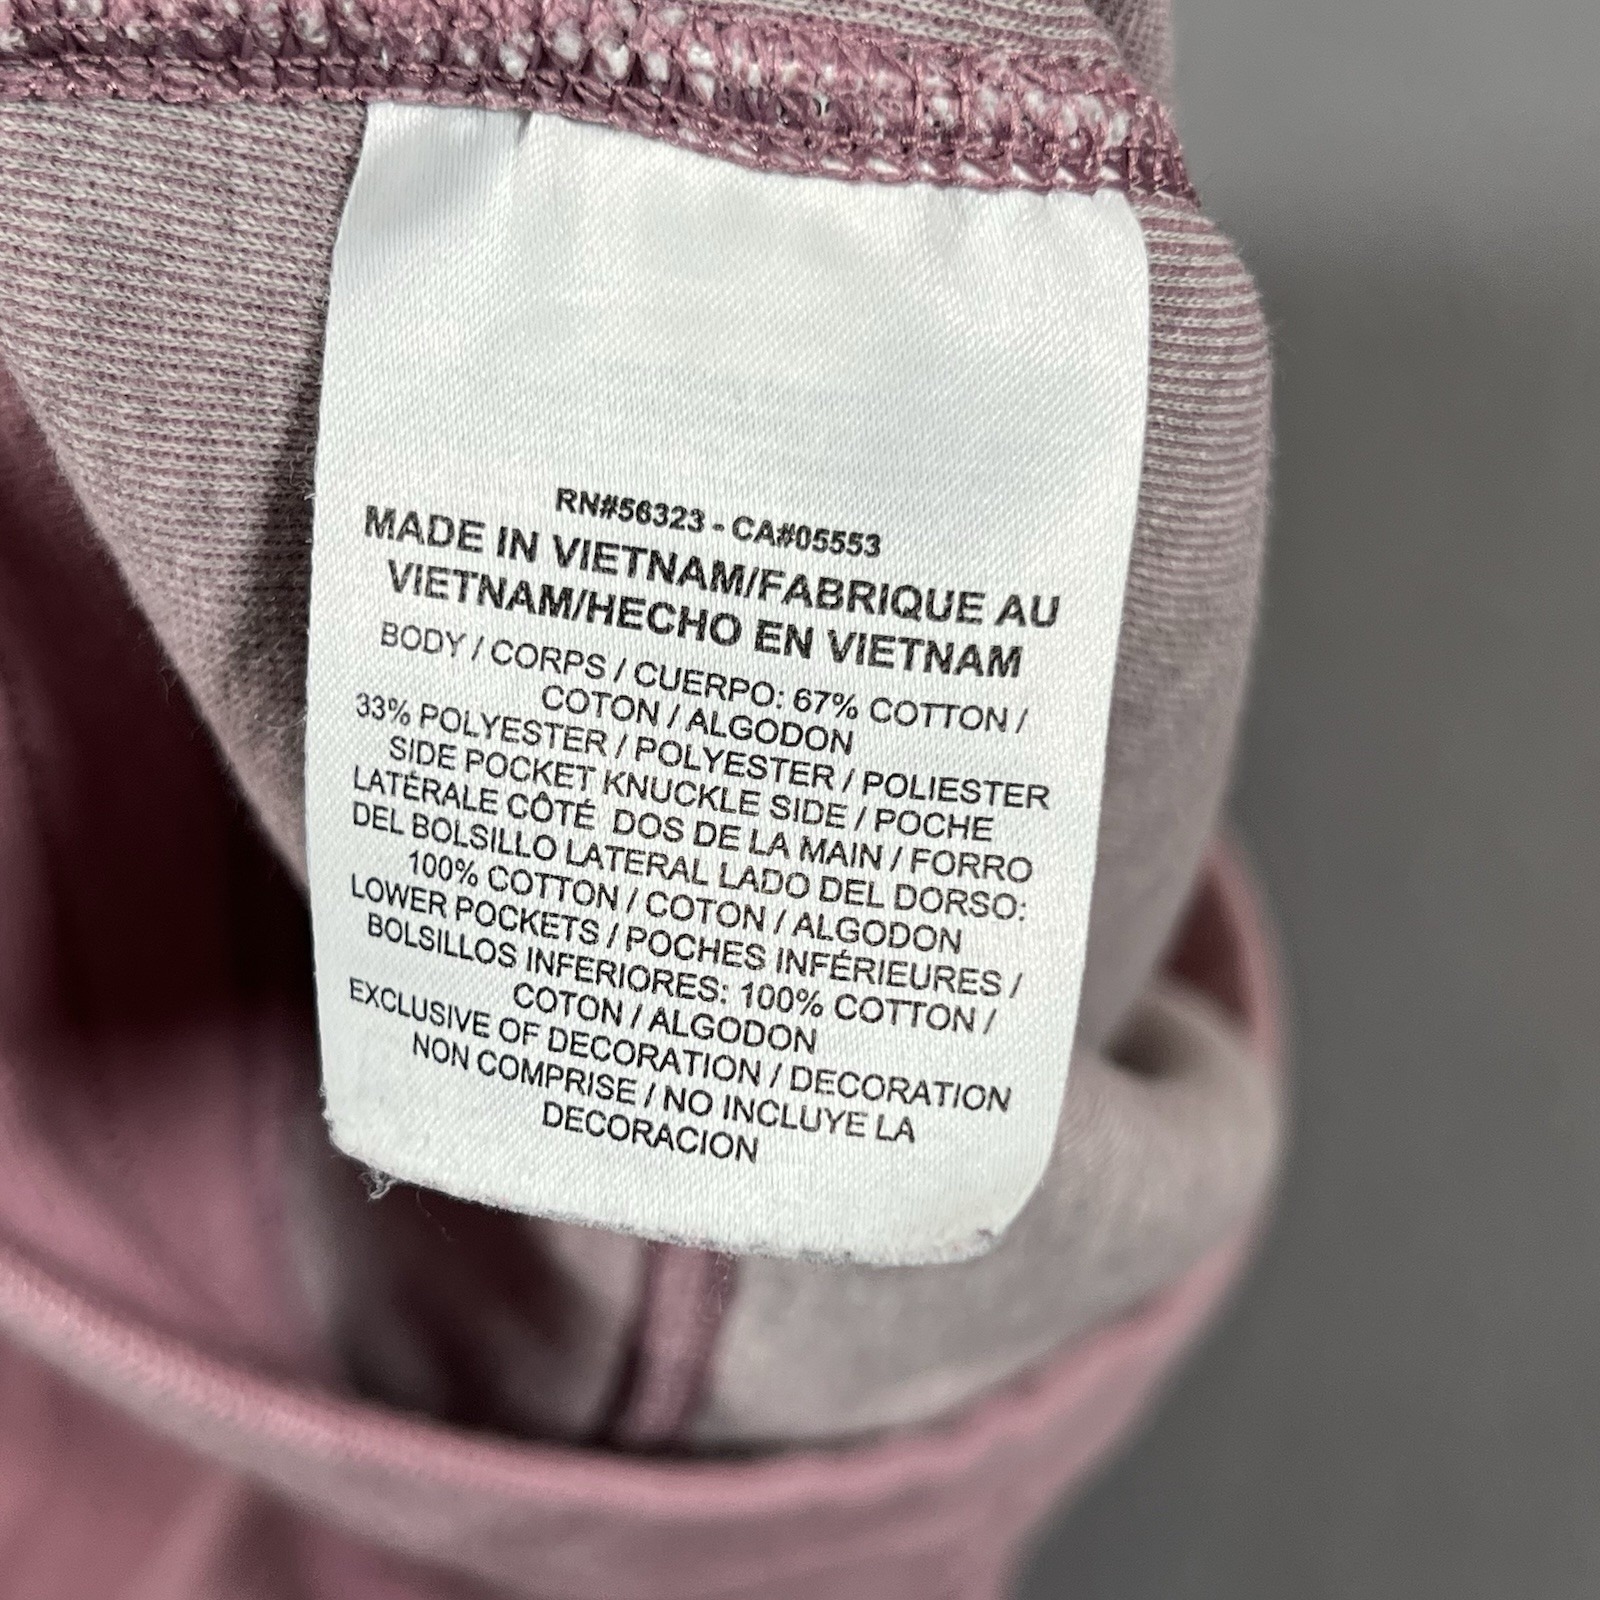 RN#56323 - CA#05553
MADE IN VIETNAM/FABRIQUE AU
VIETNAM/HECHO EN VIETNAM
BODY / CORPS / CUERPO: 67% COTTON /
COTON / ALGODON
33% POLYESTER / POLYESTER / POLIESTER
SIDE POCKET KNUCKLE SIDE / POCHE
LATÉRALE CÔTÉ DOS DE LA MAIN / FORRO
DEL BOLSILLO LATERAL LADO DEL DORSO:
100% COTTON / COTON / ALGODON
LOWER POCKETS / POCHES INFÉRIEURES /
BOLSILLOS INFERIORES: 100% COTTON /
COTON / ALGODON
EXCLUSIVE OF DECORATION / DECORATION
NON COMPRISE / NO INCLUYE LA
DECORACION